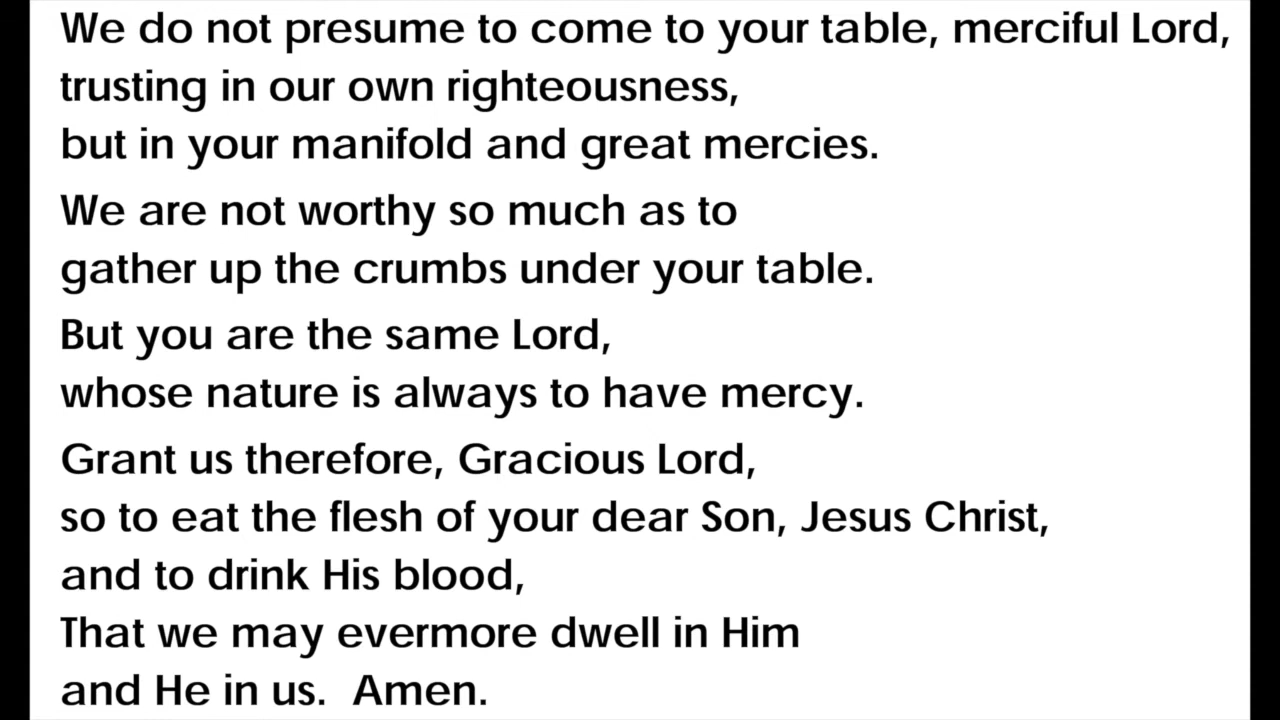 We do not presume to come to your table, merciful Lord,
trusting in our own righteousness,
but in your manifold and great mercies.
We are not worthy so much as to
gather up the crumbs under your table.
But you are the same Lord,
whose nature is always to have mercy.
Grant us therefore, Gracious Lord,
so to eat the flesh of your dear Son, Jesus Christ,
and to drink His blood,
That we may evermore dwell in Him
and He in us.  Amen.